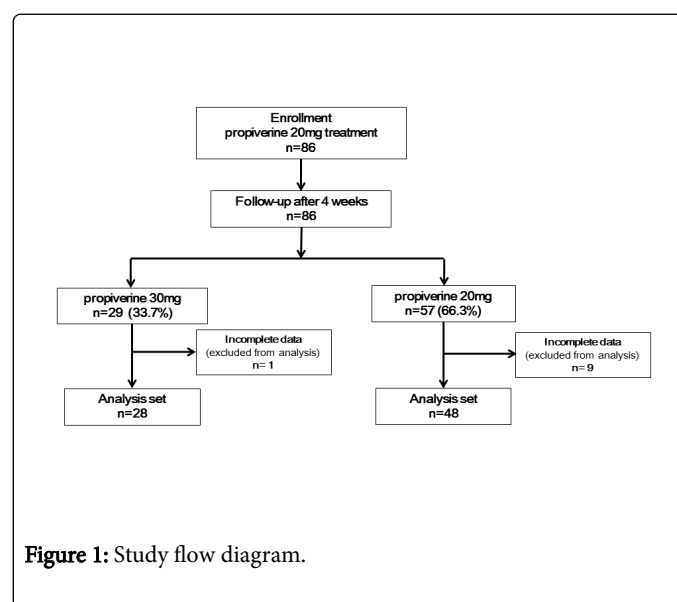 Enrollment
propiverine 20mg treatment
n=86
Follow-up after 4 weeks
n=86
propiverine 30mg
n=29 (33.7%)
propiverine 20mg
n=57 (66.3%)
Incomplete data
(excluded from analysis)
n= 1
Incomplete data
(excluded from analysis)
n= 9
Analysis set
n=28
Analysis set
n=48
Figure 1: Study flow diagram.